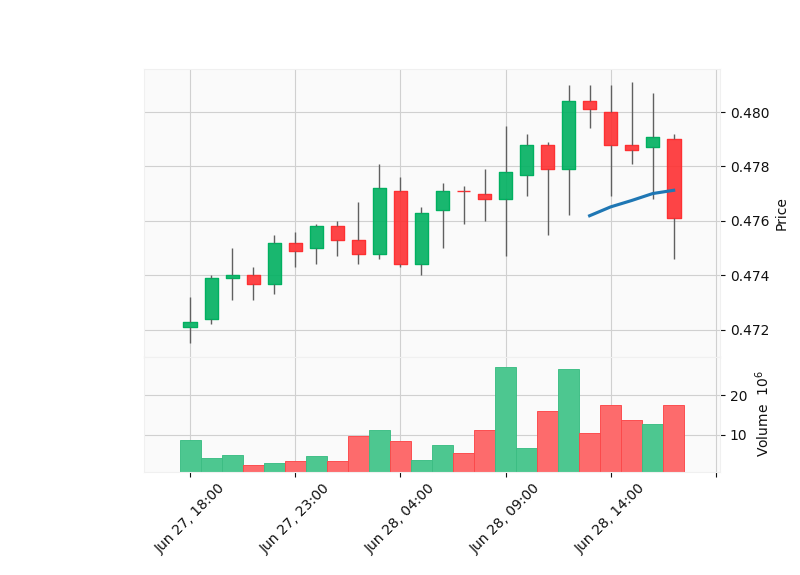 0.480
0.478
0.476
0.474
0.472
Price
20
10
Volume 10^6
Jun 27, 18:00
Jun 27, 23:00
Jun 28, 04:00
Jun 28, 09:00
Jun 28, 14:00